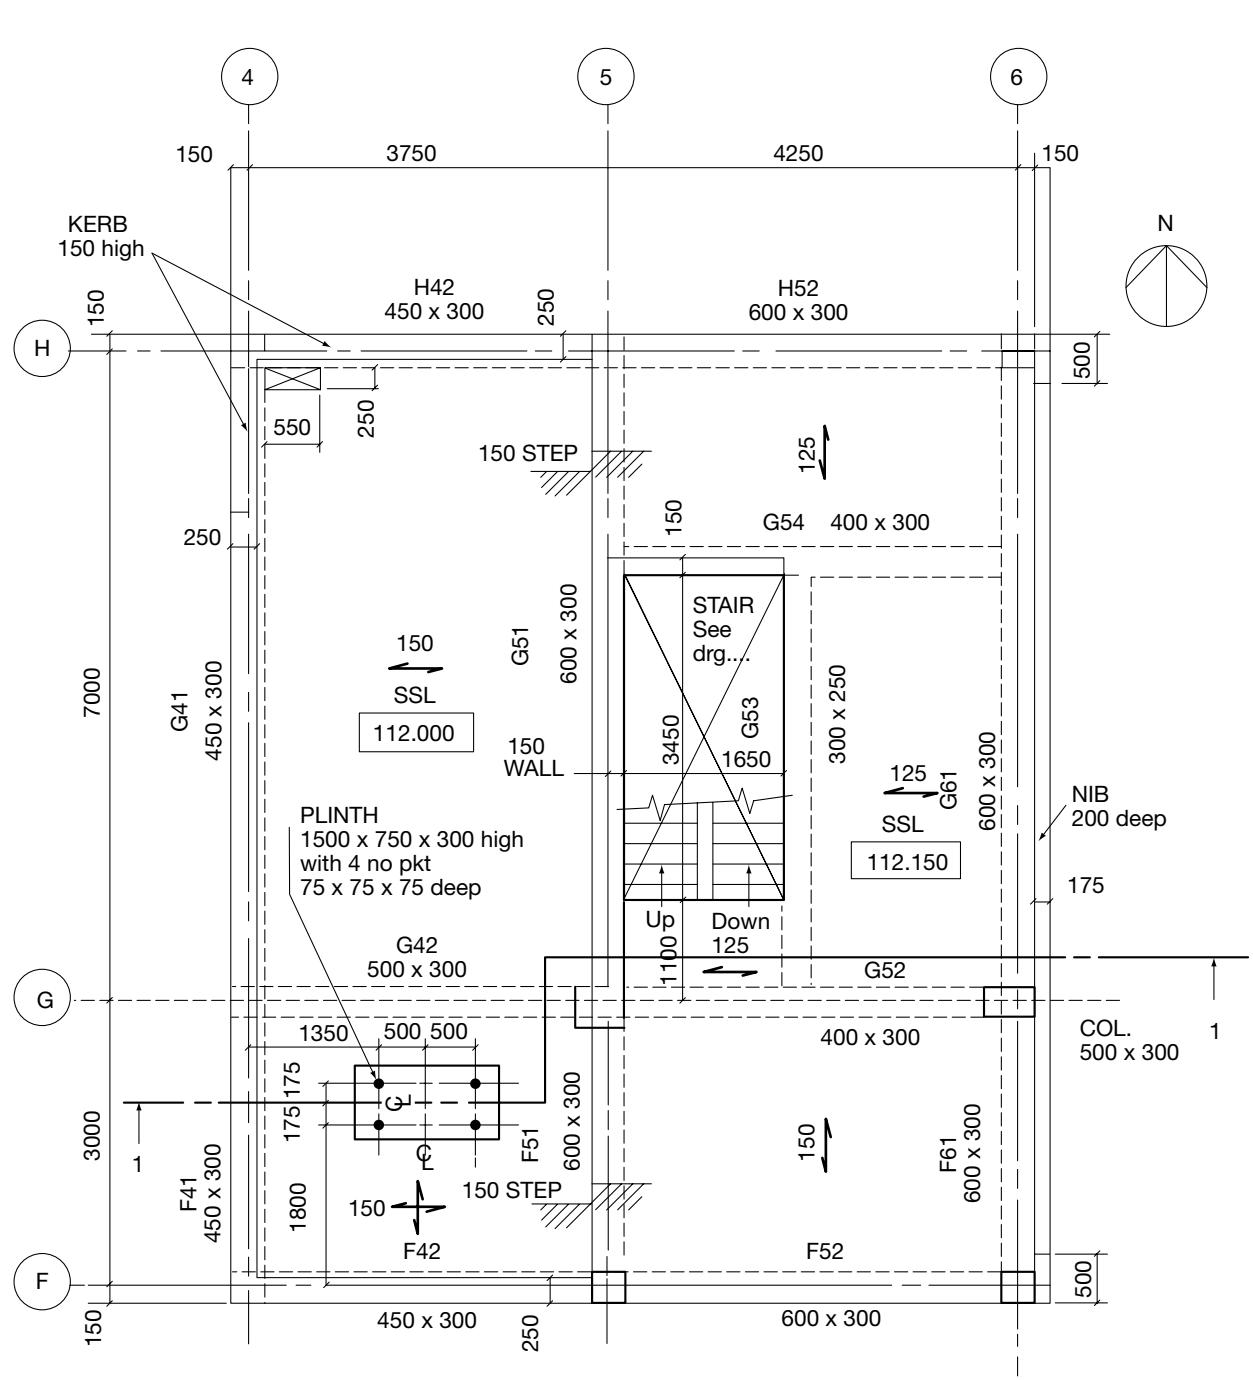 4
5
6
150
3750
4250
150
KERB
150 high
N
150
H42
450 x 300
250
H52
600 x 300
H
500
550
250
150 STEP
125
150
G54 400 x 300
250
7000
G41
450 x 300
150
SSL
112.000
G51
600 x 300
STAIR
See
drg....
G53
3450
1650
300 x 250
150
WALL
125
SSL
112.150
G61
600 x 300
NIB
200 deep
175
PLINTH
1500 x 750 x 300 high
with 4 no pkt
75 x 75 x 75 deep
Up
Down
125
1100
G42
500 x 300
G52
G
400 x 300
COL.
500 x 300
1
1350
500
500
175
175
CL
CL
3000
1
F41
450 x 300
1800
150
F51
600 x 300
150 STEP
150
F61
600 x 300
F42
F52
F
500
150
450 x 300
250
600 x 300